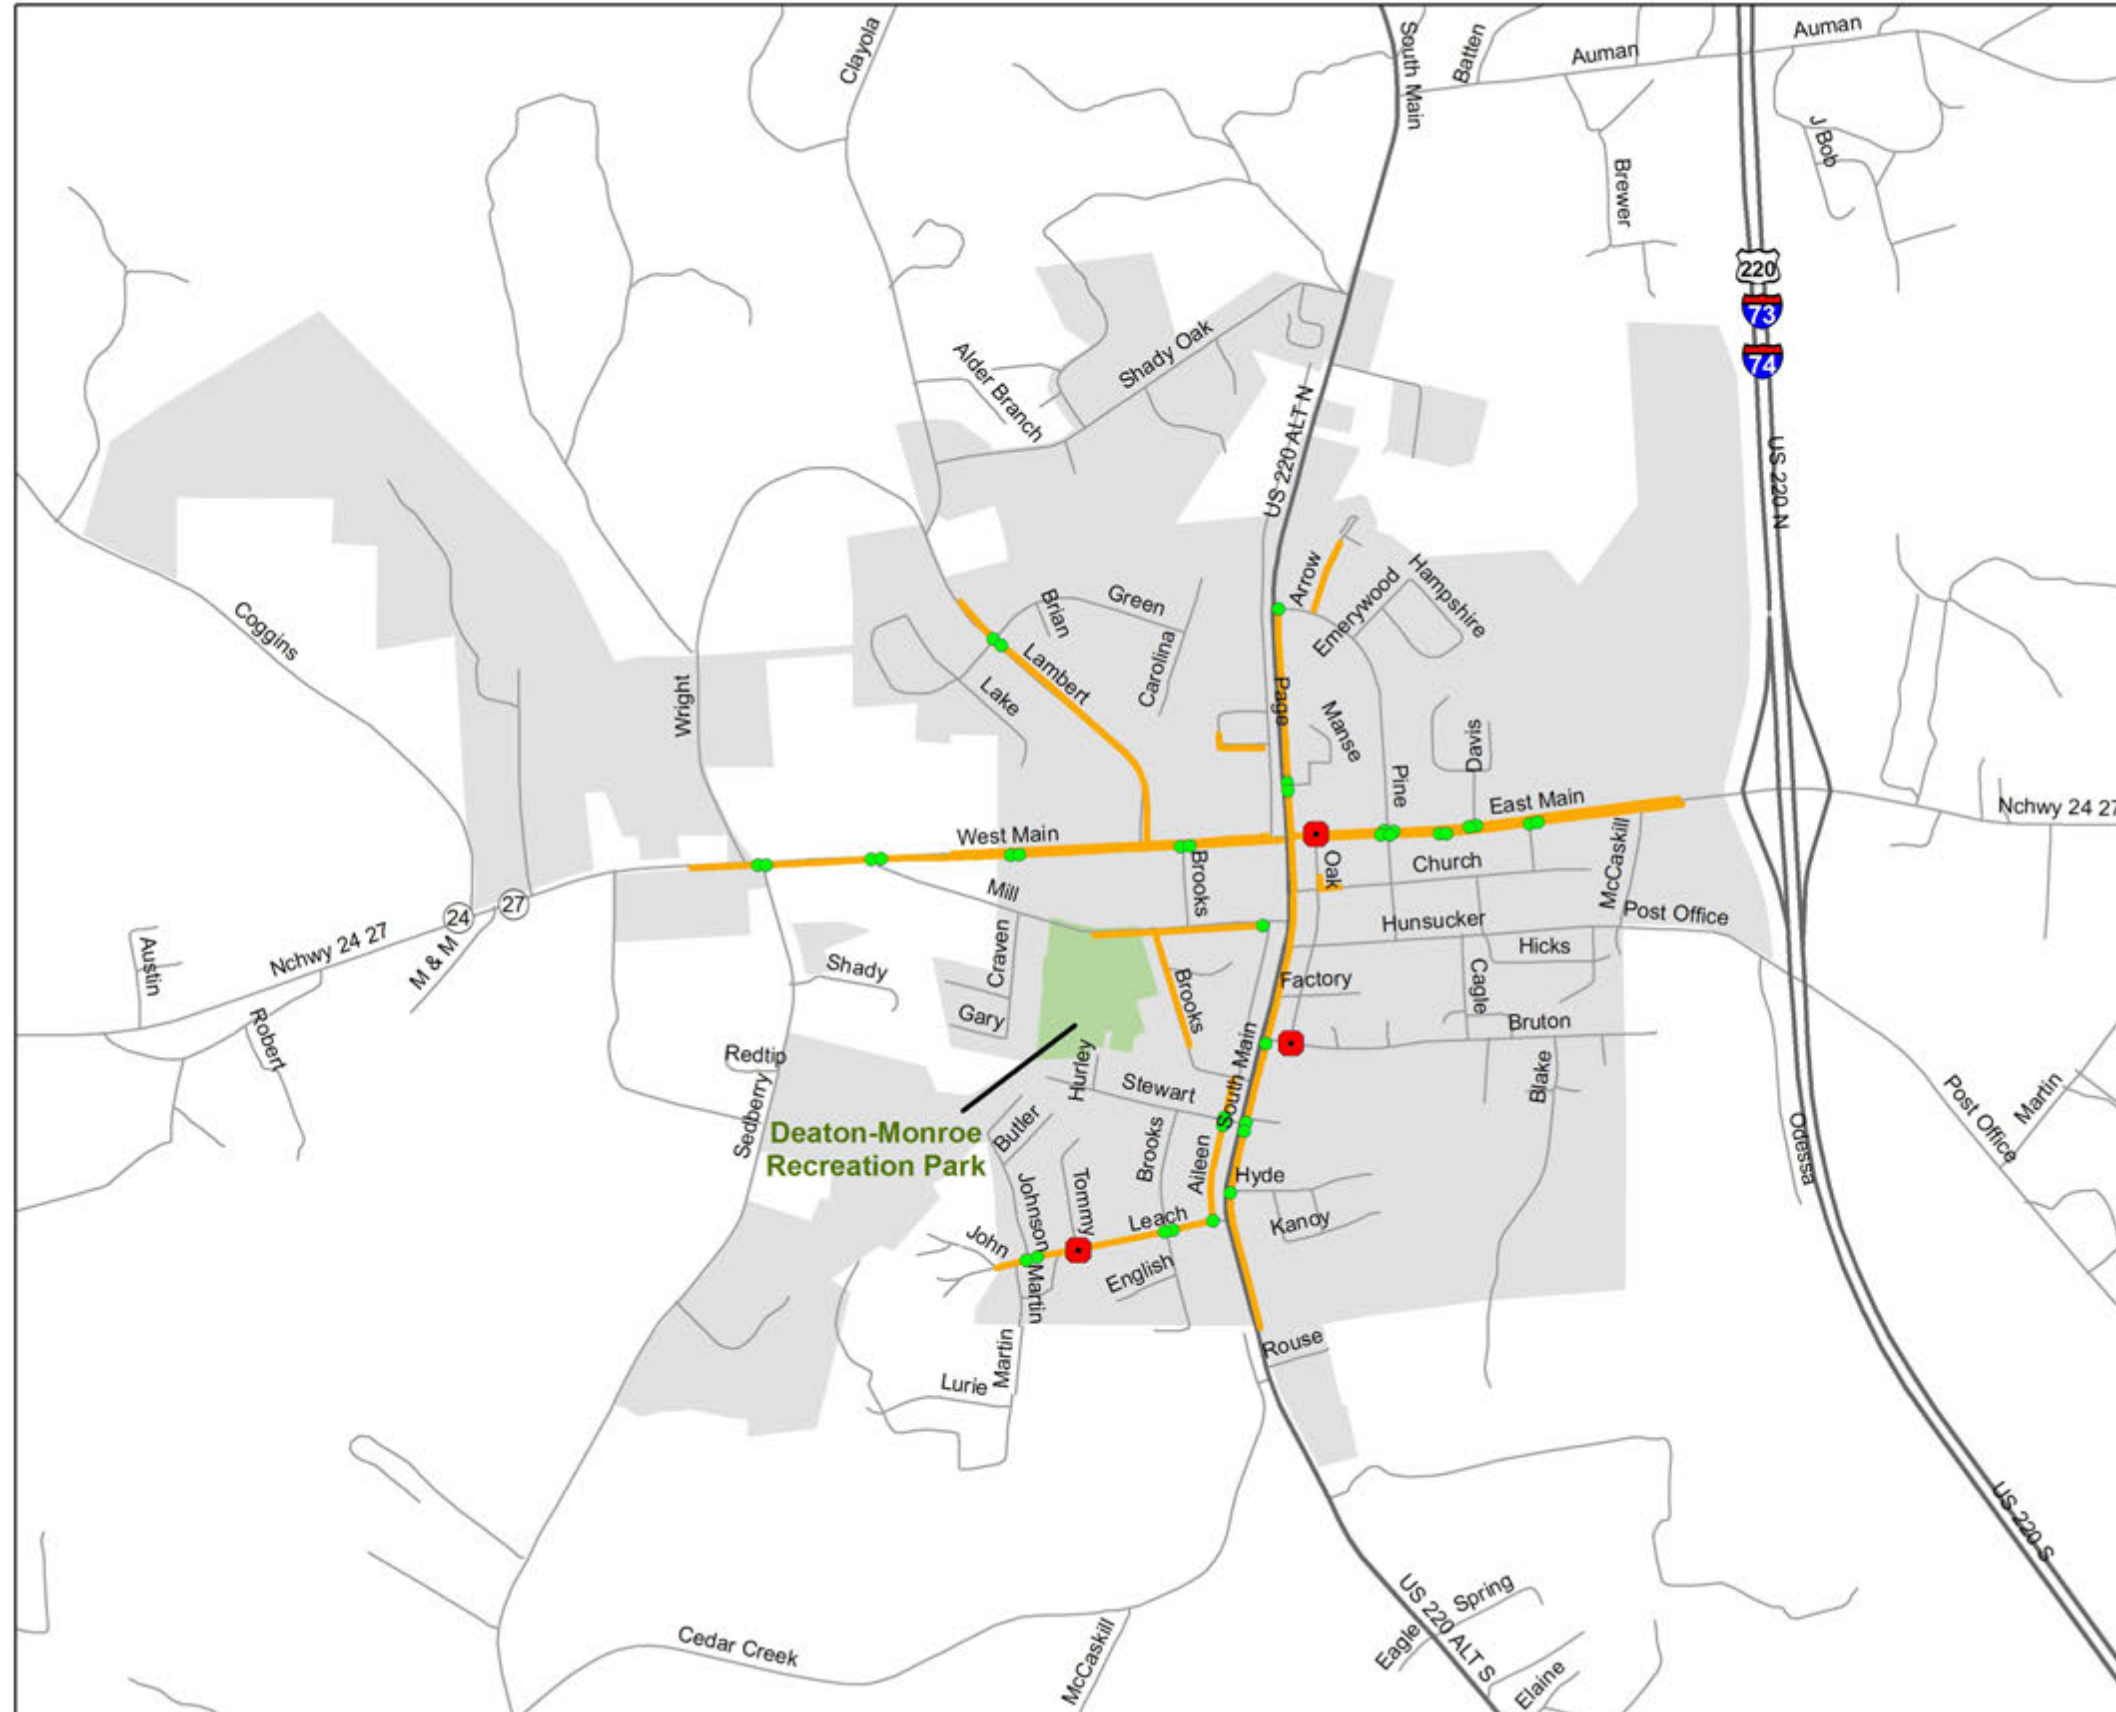 Clayola
South Main
Batten
Auman
Auman
J Bob
Brewer
220
73
74
Shady Oak
Alder Branch
US 220 ALT N
US 220 N
Coggins
Arrow
Emerywood
Hampshire
Brian
Green
Carolina
Lambert
Lake
Wright
Page
Manse
Davis
Pine
East Main
Nchwy 24 27
West Main
Oak
Church
McCaskill
Brooks
Mill
Hunsucker
Post Office
24
27
Nchwy 24 27
M & M
Austin
Craven
Hicks
Shady
Factory
Cagle
Brooks
Gary
Bruton
Robert
South Main
Redtip
Hurley
Stewart
Blake
Sedberry
Post Office
Martin
Odessa
Deaton-Monroe
Recreation Park
Butler
Brooks
Aileen
Hyde
Johnson
Tommy
Leach
Kanoy
John
English
Martin
Rouse
Martin
Lurie
US 220 S
US 220 ALT S
Spring
Eagle
Elaine
Cedar Creek
McCaskill